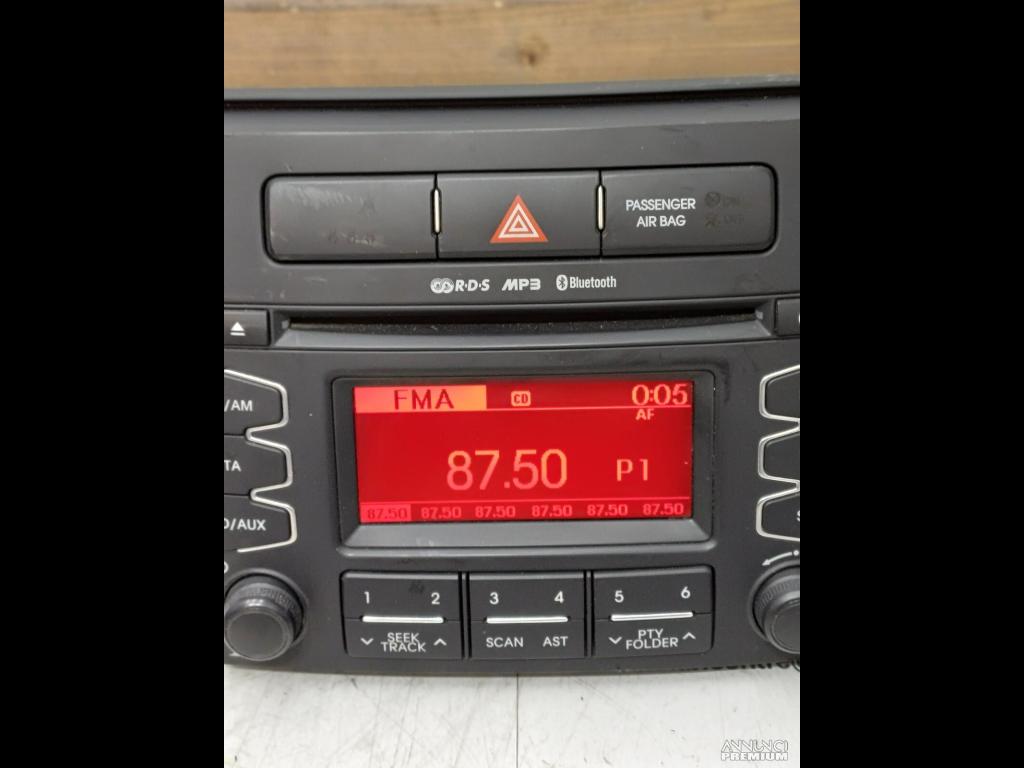 PASSENGER
AIR BAG
R·D·S MP3 Bluetooth
/AM
TA
/AUX
FMA CD 0:05
AF
87.50 P1
87.50 87.50 87.50 87.50 87.50 87.50
1 2 3 4 5 6
SEEK
TRACK
SCAN AST
PTY
FOLDER
ANNUNCI
PREMIUM